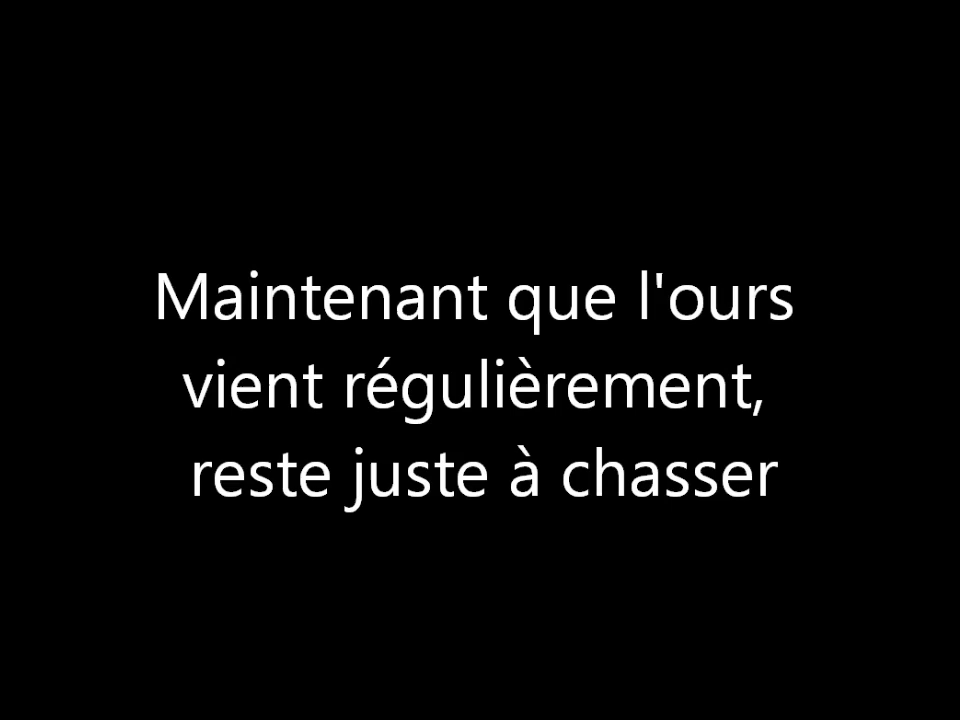 Maintenant que l'ours
vient régulièrement,
reste juste à chasser